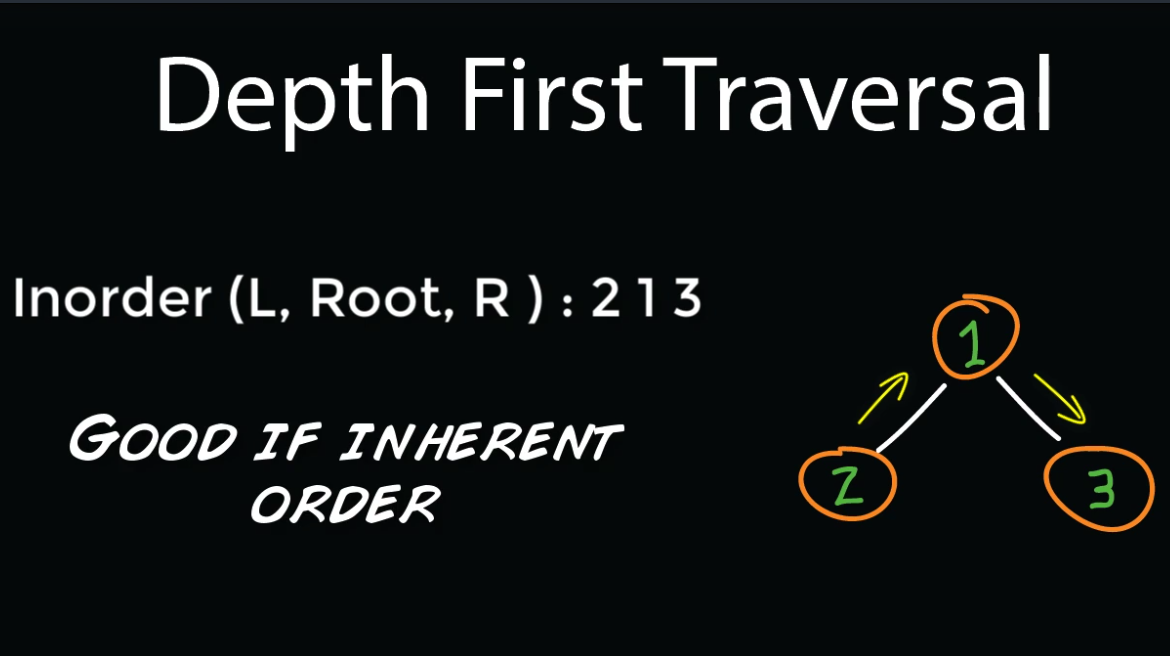 Depth First Traversal
Inorder (L, Root, R ) : 2 1 3
GOOD IF INHERENT
ORDER
1
2
3